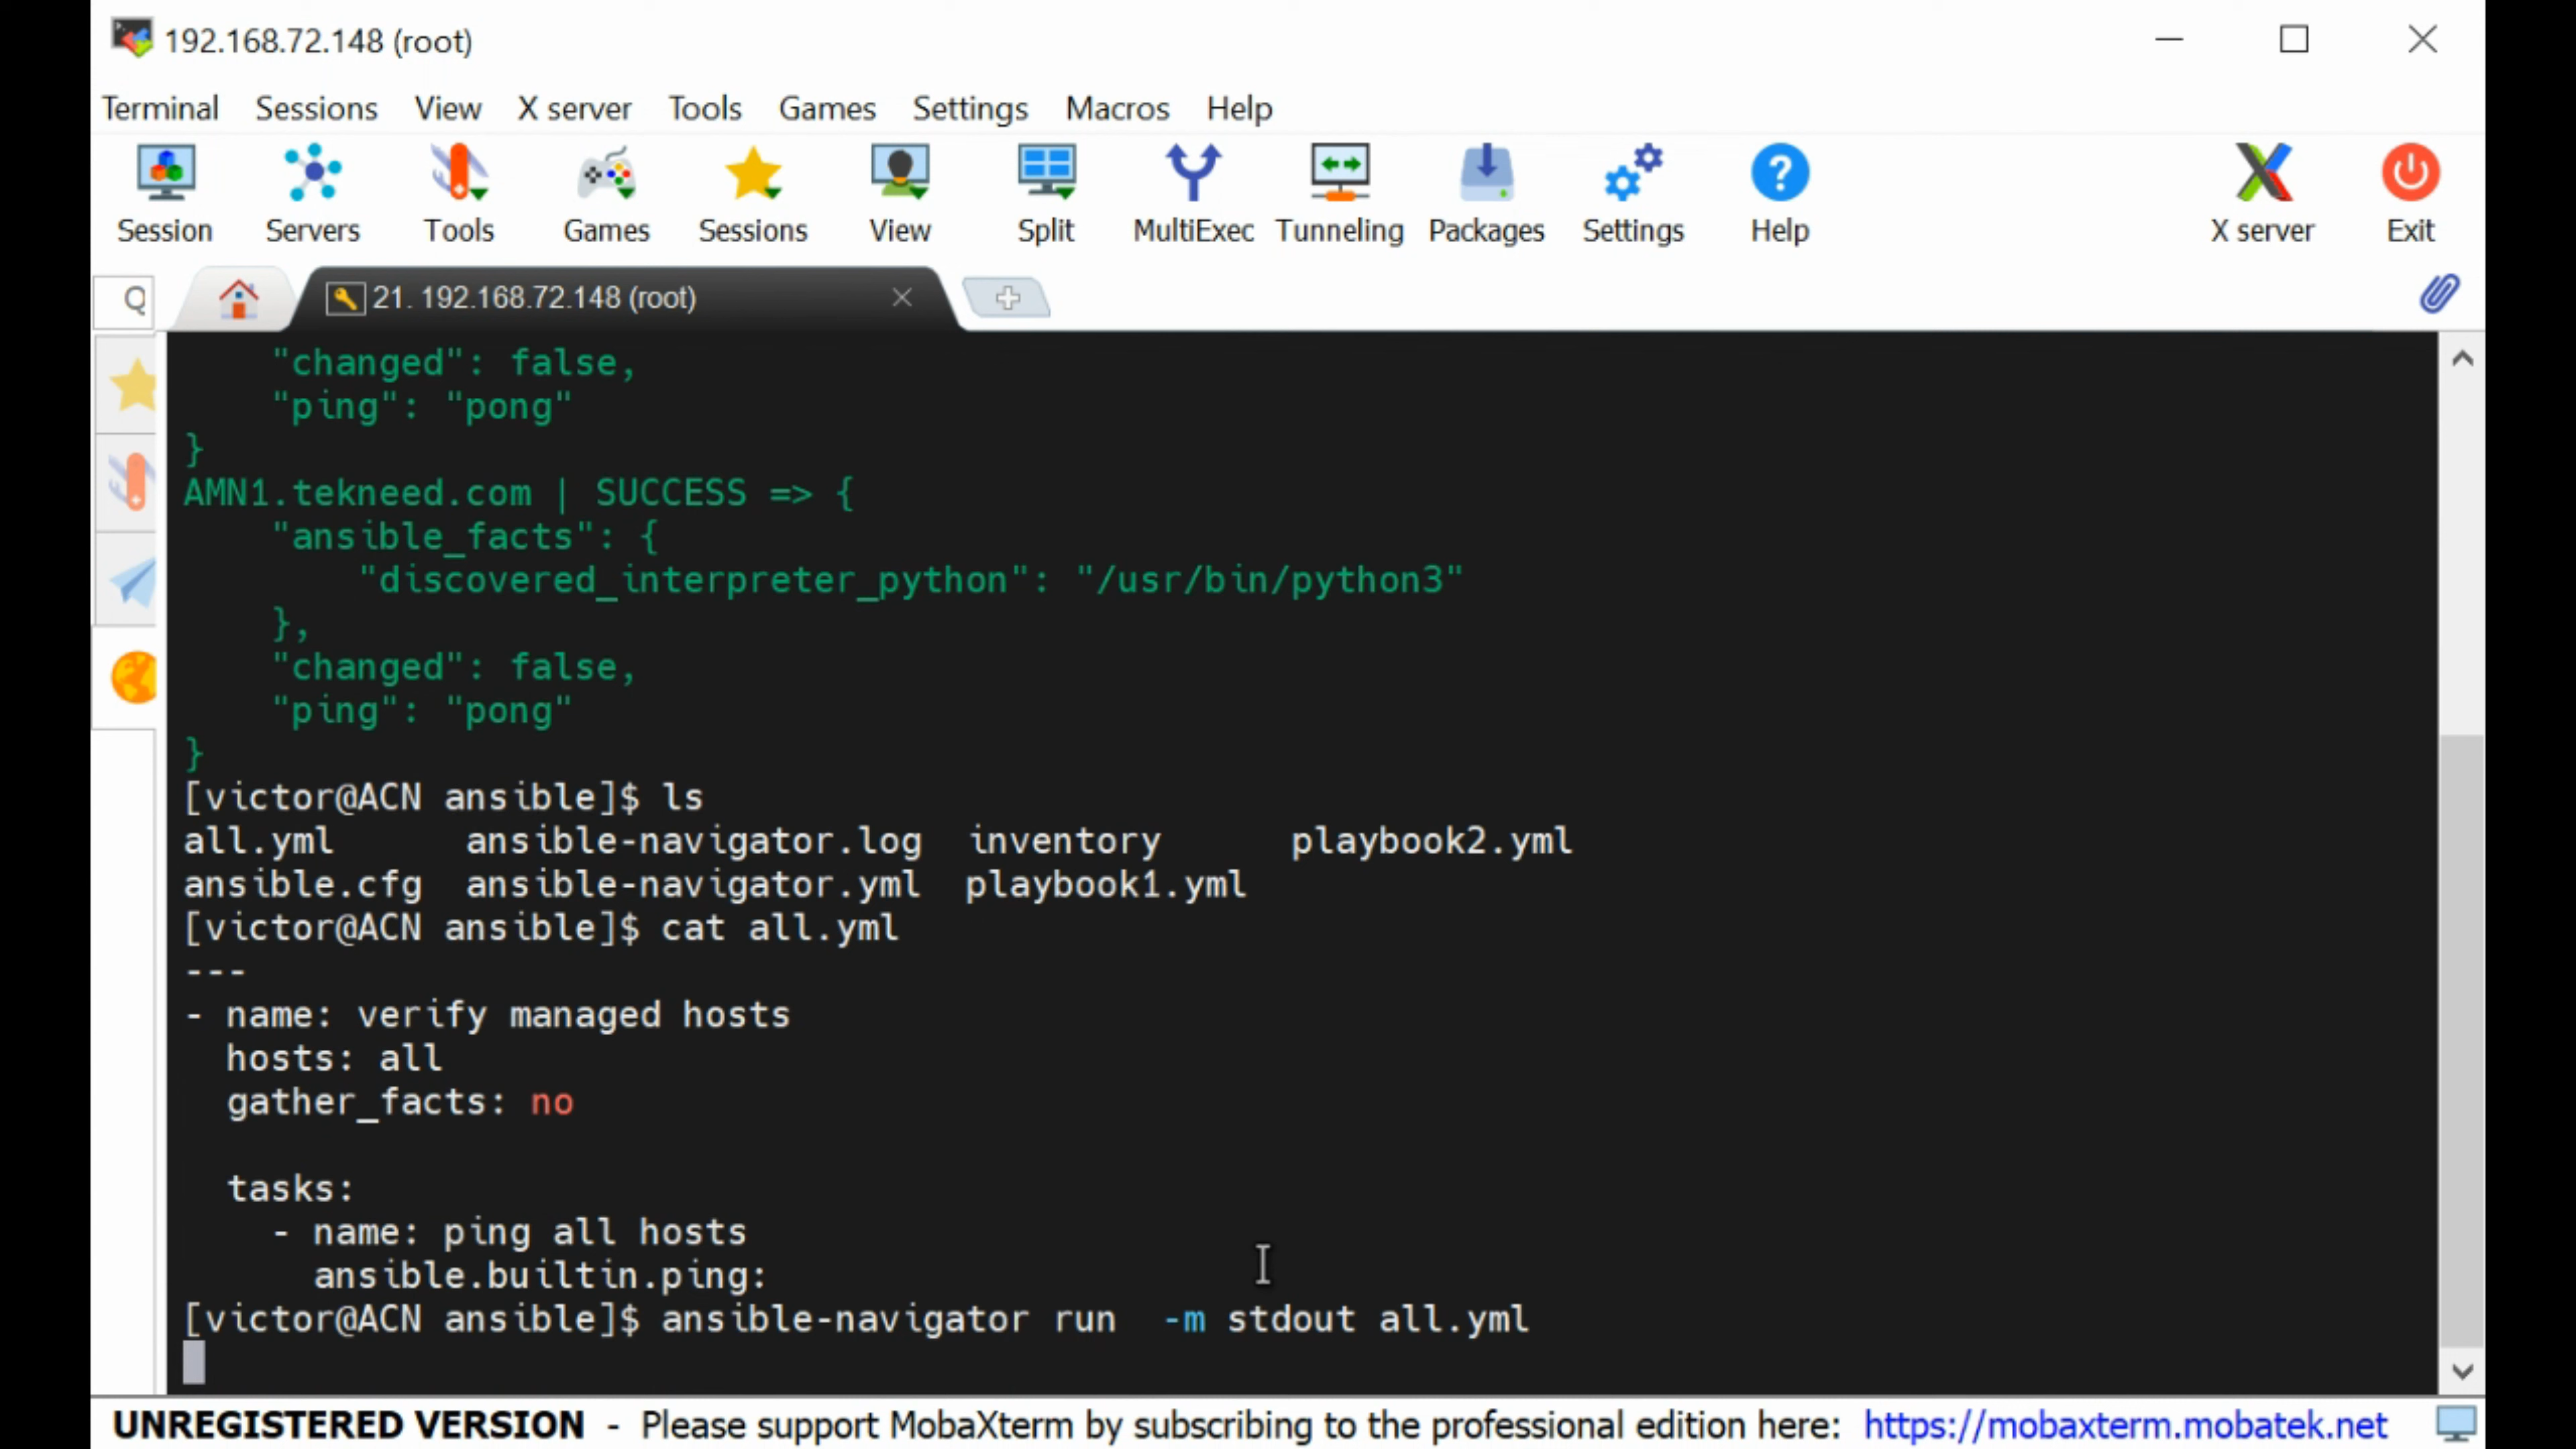 192.168.72.148 (root)
Terminal Sessions View X server Tools Games Settings Macros Help
Session Servers Tools Games Sessions View Split MultiExec Tunneling Packages Settings Help X server Exit
21. 192.168.72.148 (root)
    "changed": false,
    "ping": "pong"
}
AMN1.tekneed.com | SUCCESS => {
    "ansible_facts": {
        "discovered_interpreter_python": "/usr/bin/python3"
    },
    "changed": false,
    "ping": "pong"
}
[victor@ACN ansible]$ ls
all.yml      ansible-navigator.log  inventory      playbook2.yml
ansible.cfg  ansible-navigator.yml  playbook1.yml
[victor@ACN ansible]$ cat all.yml
---
- name: verify managed hosts
  hosts: all
  gather_facts: no
  tasks:
    - name: ping all hosts
      ansible.builtin.ping:
[victor@ACN ansible]$ ansible-navigator run  -m stdout all.yml
UNREGISTERED VERSION - Please support MobaXterm by subscribing to the professional edition here: https://mobaxterm.mobatek.net